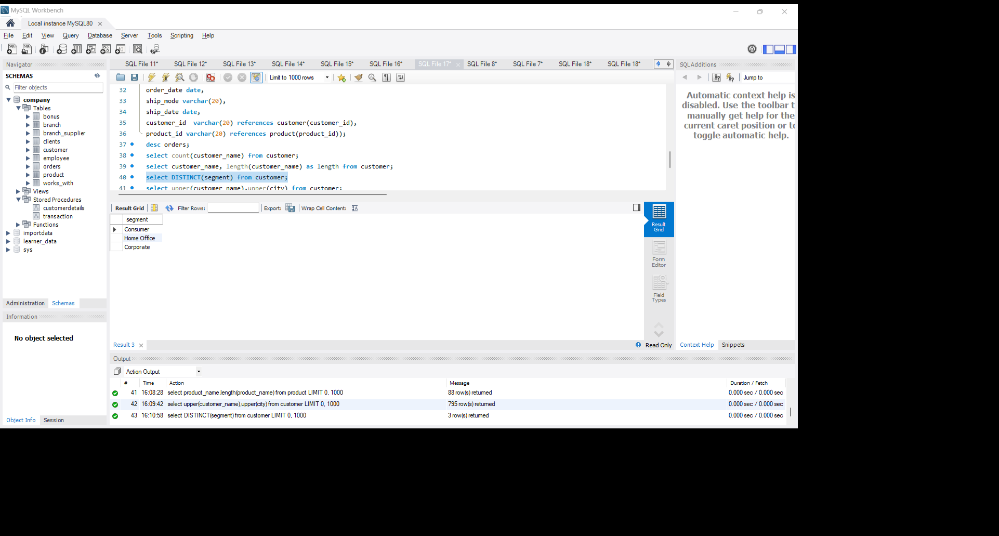 MySQL Workbench
Local instance MySQL80
File Edit View Query Database Server Tools Scripting Help
Navigator
SCHEMAS
Filter objects
company
Tables
bonus
branch
branch_supplier
clients
customer
employee
orders
product
works_with
Views
Stored Procedures
customerdetails
transaction
Functions
importdata
learner_data
sys
Administration Schemas
Information
No object selected
Object Info Session
SQL File 11* SQL File 12* SQL File 13* SQL File 14* SQL File 15* SQL File 16* SQL File 17* SQL File 8* SQL File 7* SQL File 18* SQL File 18*
Limit to 1000 rows
32 order_date date,
33 ship_mode varchar(20),
34 ship_date date,
35 customer_id varchar(20) references customer(customer_id),
36 product_id varchar(20) references product(product_id));
37 desc orders;
38 select count(customer_name) from customer;
39 select customer_name, length(customer_name) as length from customer;
40 select DISTINCT(segment) from customer;
41 select upper(customer_name),upper(city) from customer;
Result Grid Filter Rows: Export: Wrap Cell Content:
segment
Consumer
Home Office
Corporate
Result Grid
Form Editor
Field Types
Result 3
Read Only
SQLAdditions
Jump to
Automatic context help is
disabled. Use the toolbar t
manually get help for the
current caret position or to
toggle automatic help.
Context Help Snippets
Output
Action Output
# Time Action Message Duration / Fetch
41 16:08:28 select product_name,length(product_name) from product LIMIT 0, 1000 88 row(s) returned 0.000 sec / 0.000 sec
42 16:09:42 select upper(customer_name),upper(city) from customer LIMIT 0, 1000 795 row(s) returned 0.000 sec / 0.000 sec
43 16:10:58 select DISTINCT(segment) from customer LIMIT 0, 1000 3 row(s) returned 0.000 sec / 0.000 sec